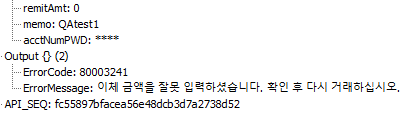 remitAmt: 0
memo: QAtest1
acctNumPWD: ****
Output {} (2)
ErrorCode: 80003241
ErrorMessage: 이체 금액을 잘못 입력하셨습니다. 확인 후 다시 거래하십시오.
API_SEQ: fc55897bfacea56e48dcb3d7a2738d52